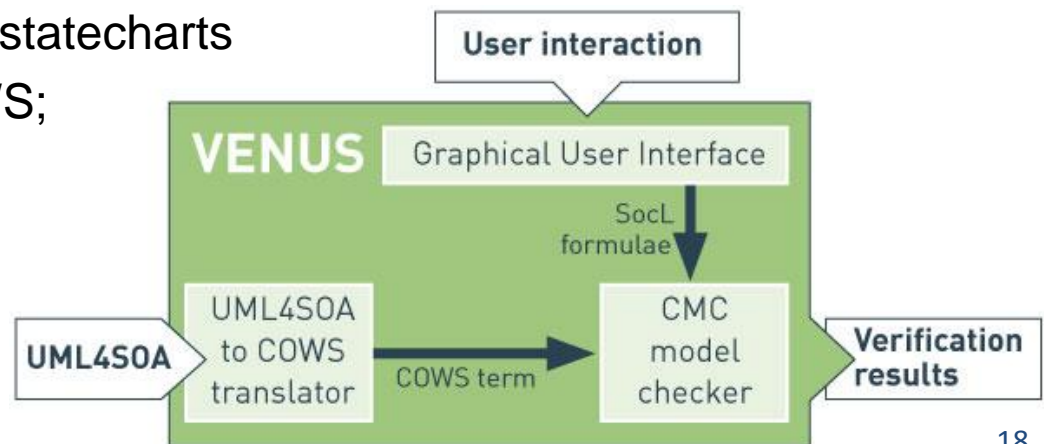 statecharts
User interaction
S;
VENUS
Graphical User Interface
SocL
formulae
UML4SOA
UML4SOA
to COWS
translator
COWS term
CMC
model
checker
Verification
results
18